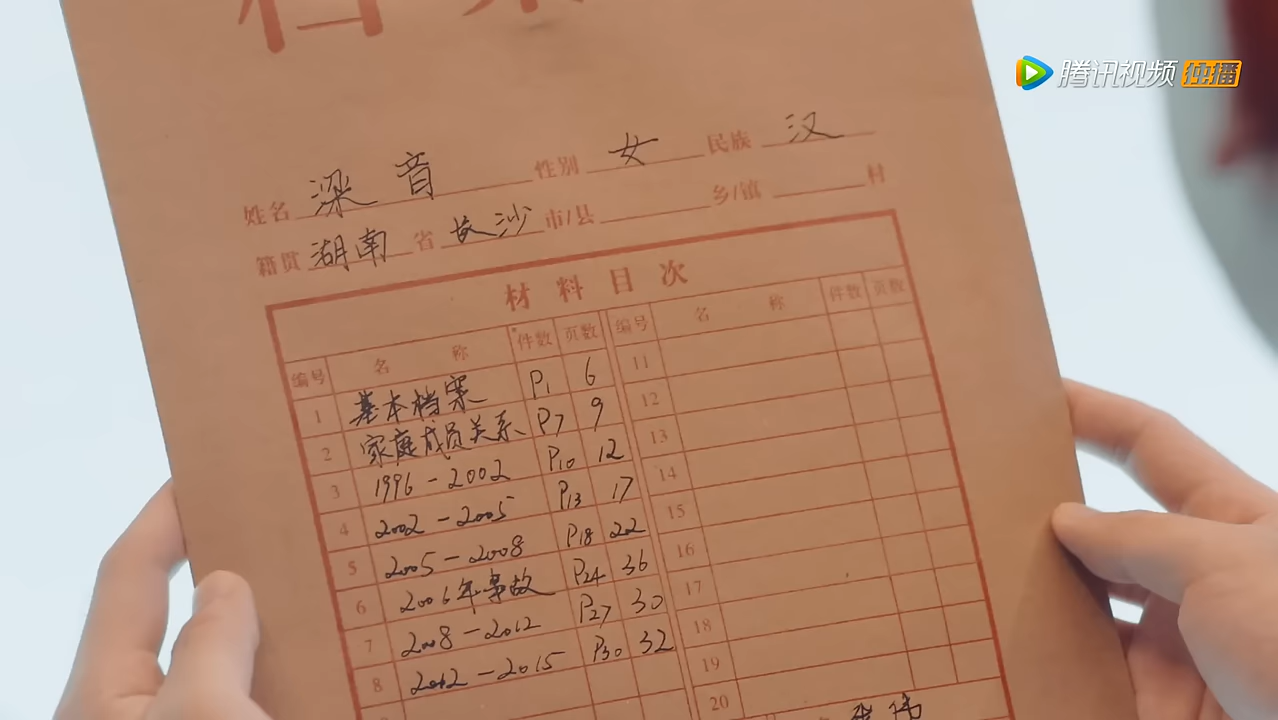 档案
腾讯视频 独播
姓名 梁音 性别 女 民族 汉
籍贯 湖南 省 长沙 市/县 乡/镇 村
材料目次
编号 名称 件数 页数 编号 名称 件数 页数
1 基本档案 P1 6 11
2 家庭成员关系 P7 9 12
3 1996-2002 P10 12 13
4 2002-2005 P13 17 14
5 2005-2008 P18 22 15
6 2006年事故 P24 36 16
7 2008-2012 P27 30 17
8 2012-2015 P30 32 18
19
20